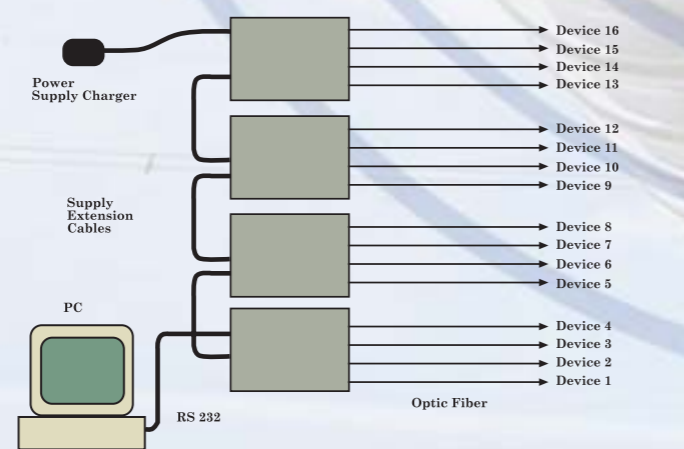 Device 16
Device 15
Device 14
Device 13
Power
Supply Charger
Device 12
Device 11
Device 10
Device 9
Supply
Extension
Cables
Device 8
Device 7
Device 6
Device 5
PC
Device 4
Device 3
Device 2
Device 1
Optic Fiber
RS 232